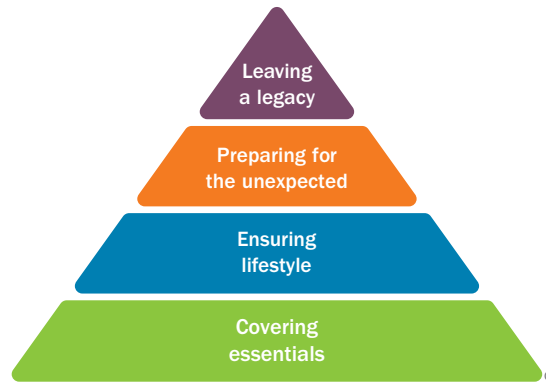 Leaving
a legacy
Preparing for
the unexpected
Ensuring
lifestyle
Covering
essentials